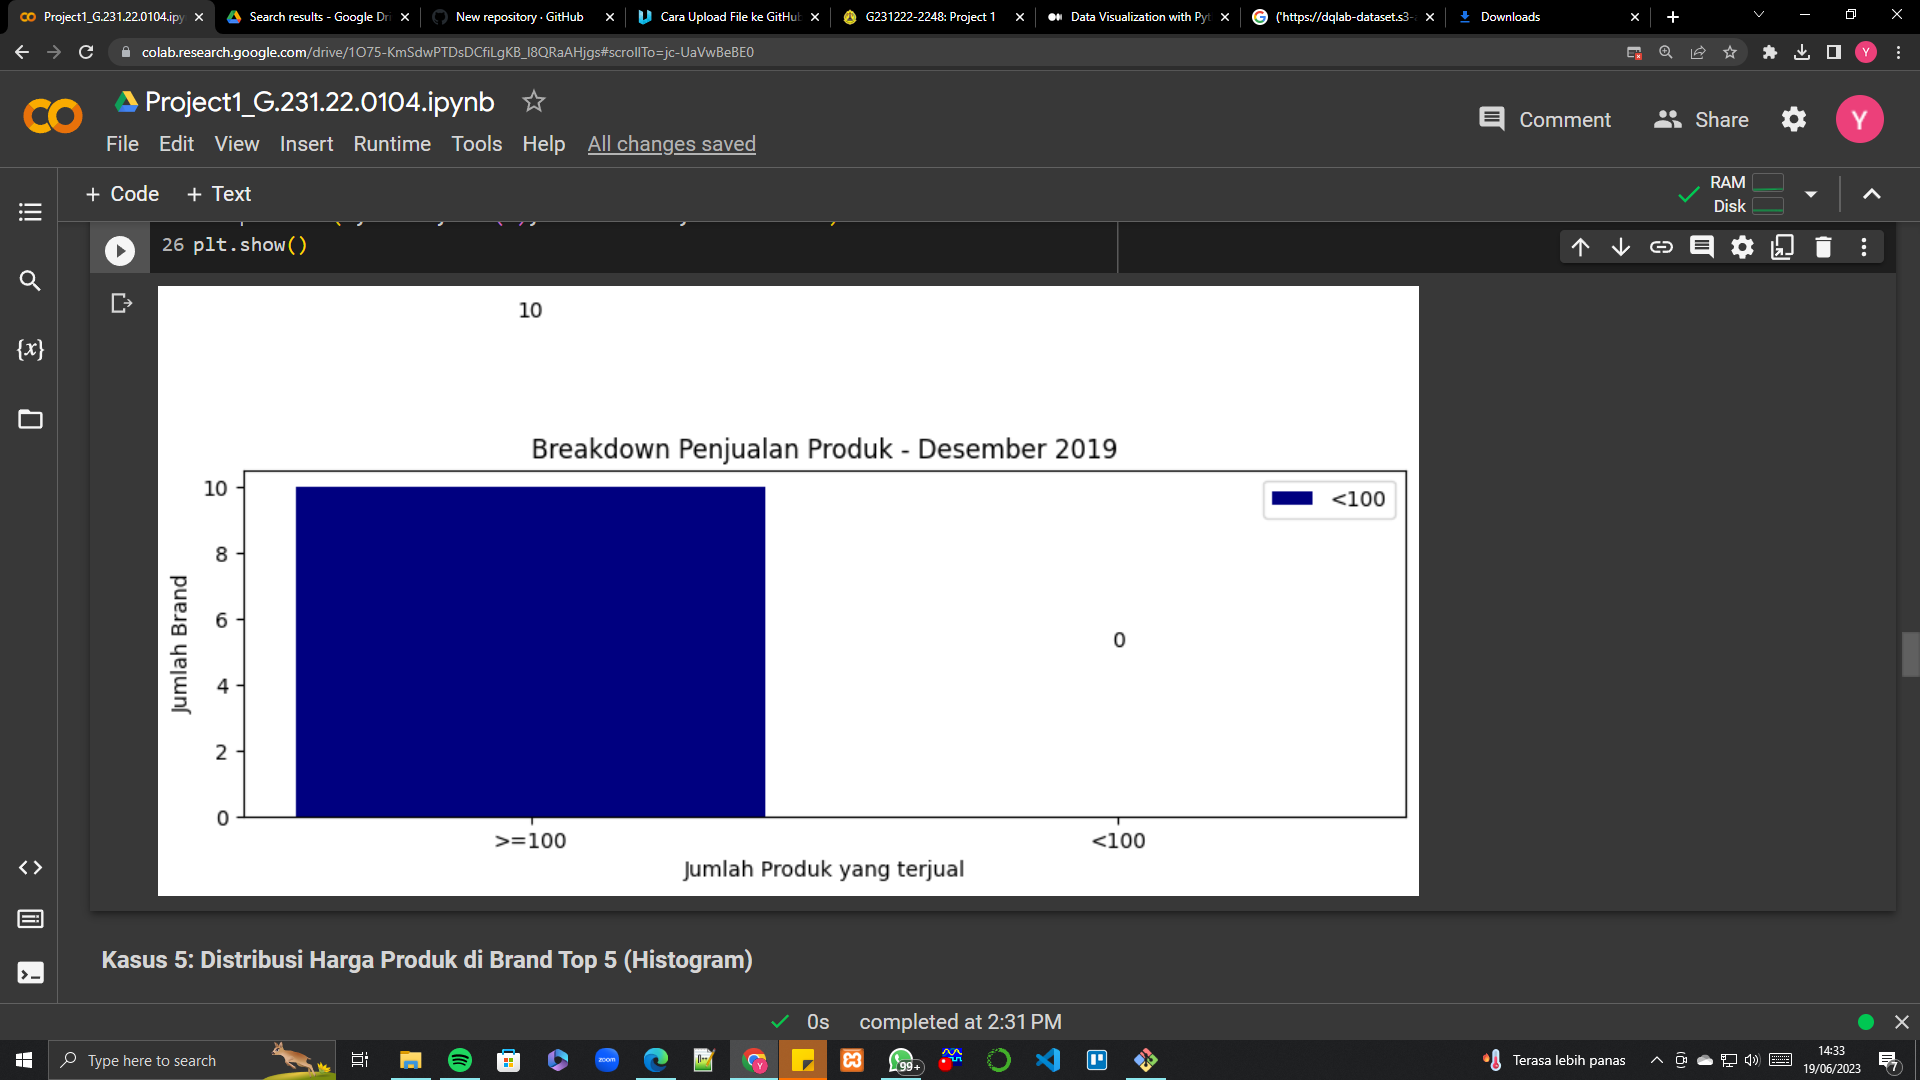 Project1_G.231.22.0104.ipy
Search results - Google Dri
New repository · GitHub
Cara Upload File ke GitHu
G231222-2248: Project 1
Data Visualization with Pyt
('https://dqlab-dataset.s3-
Downloads
colab.research.google.com/drive/1O75-KmSdwPTDsDCfiLgKB_I8QRaAHjgs#scrollTo=jc-UaVwBeBE0
Y
Project1_G.231.22.0104.ipynb
Comment
Share
Y
File Edit View Insert Runtime Tools Help All changes saved
+ Code + Text
RAM
Disk
26 plt.show()
{x}
10
Breakdown Penjualan Produk - Desember 2019
<100
10
8
6
4
2
0
Jumlah Brand
0
>=100
<100
Jumlah Produk yang terjual
Kasus 5: Distribusi Harga Produk di Brand Top 5 (Histogram)
0s completed at 2:31 PM
Type here to search
zoom
99+
Terasa lebih panas
14:33
19/06/2023
7